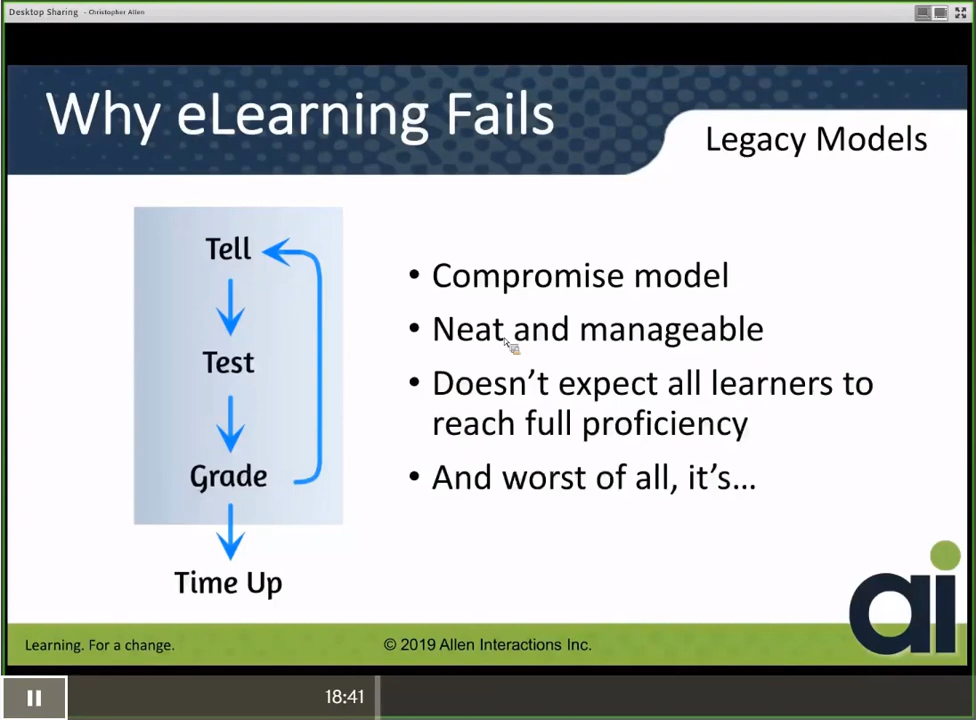 Desktop Sharing - Christopher Allen
Why eLearning Fails
Legacy Models
Tell
Test
Grade
Time Up
• Compromise model
• Neat and manageable
• Doesn’t expect all learners to
reach full proficiency
• And worst of all, it’s...
ai
Learning. For a change.
© 2019 Allen Interactions Inc.
18:41